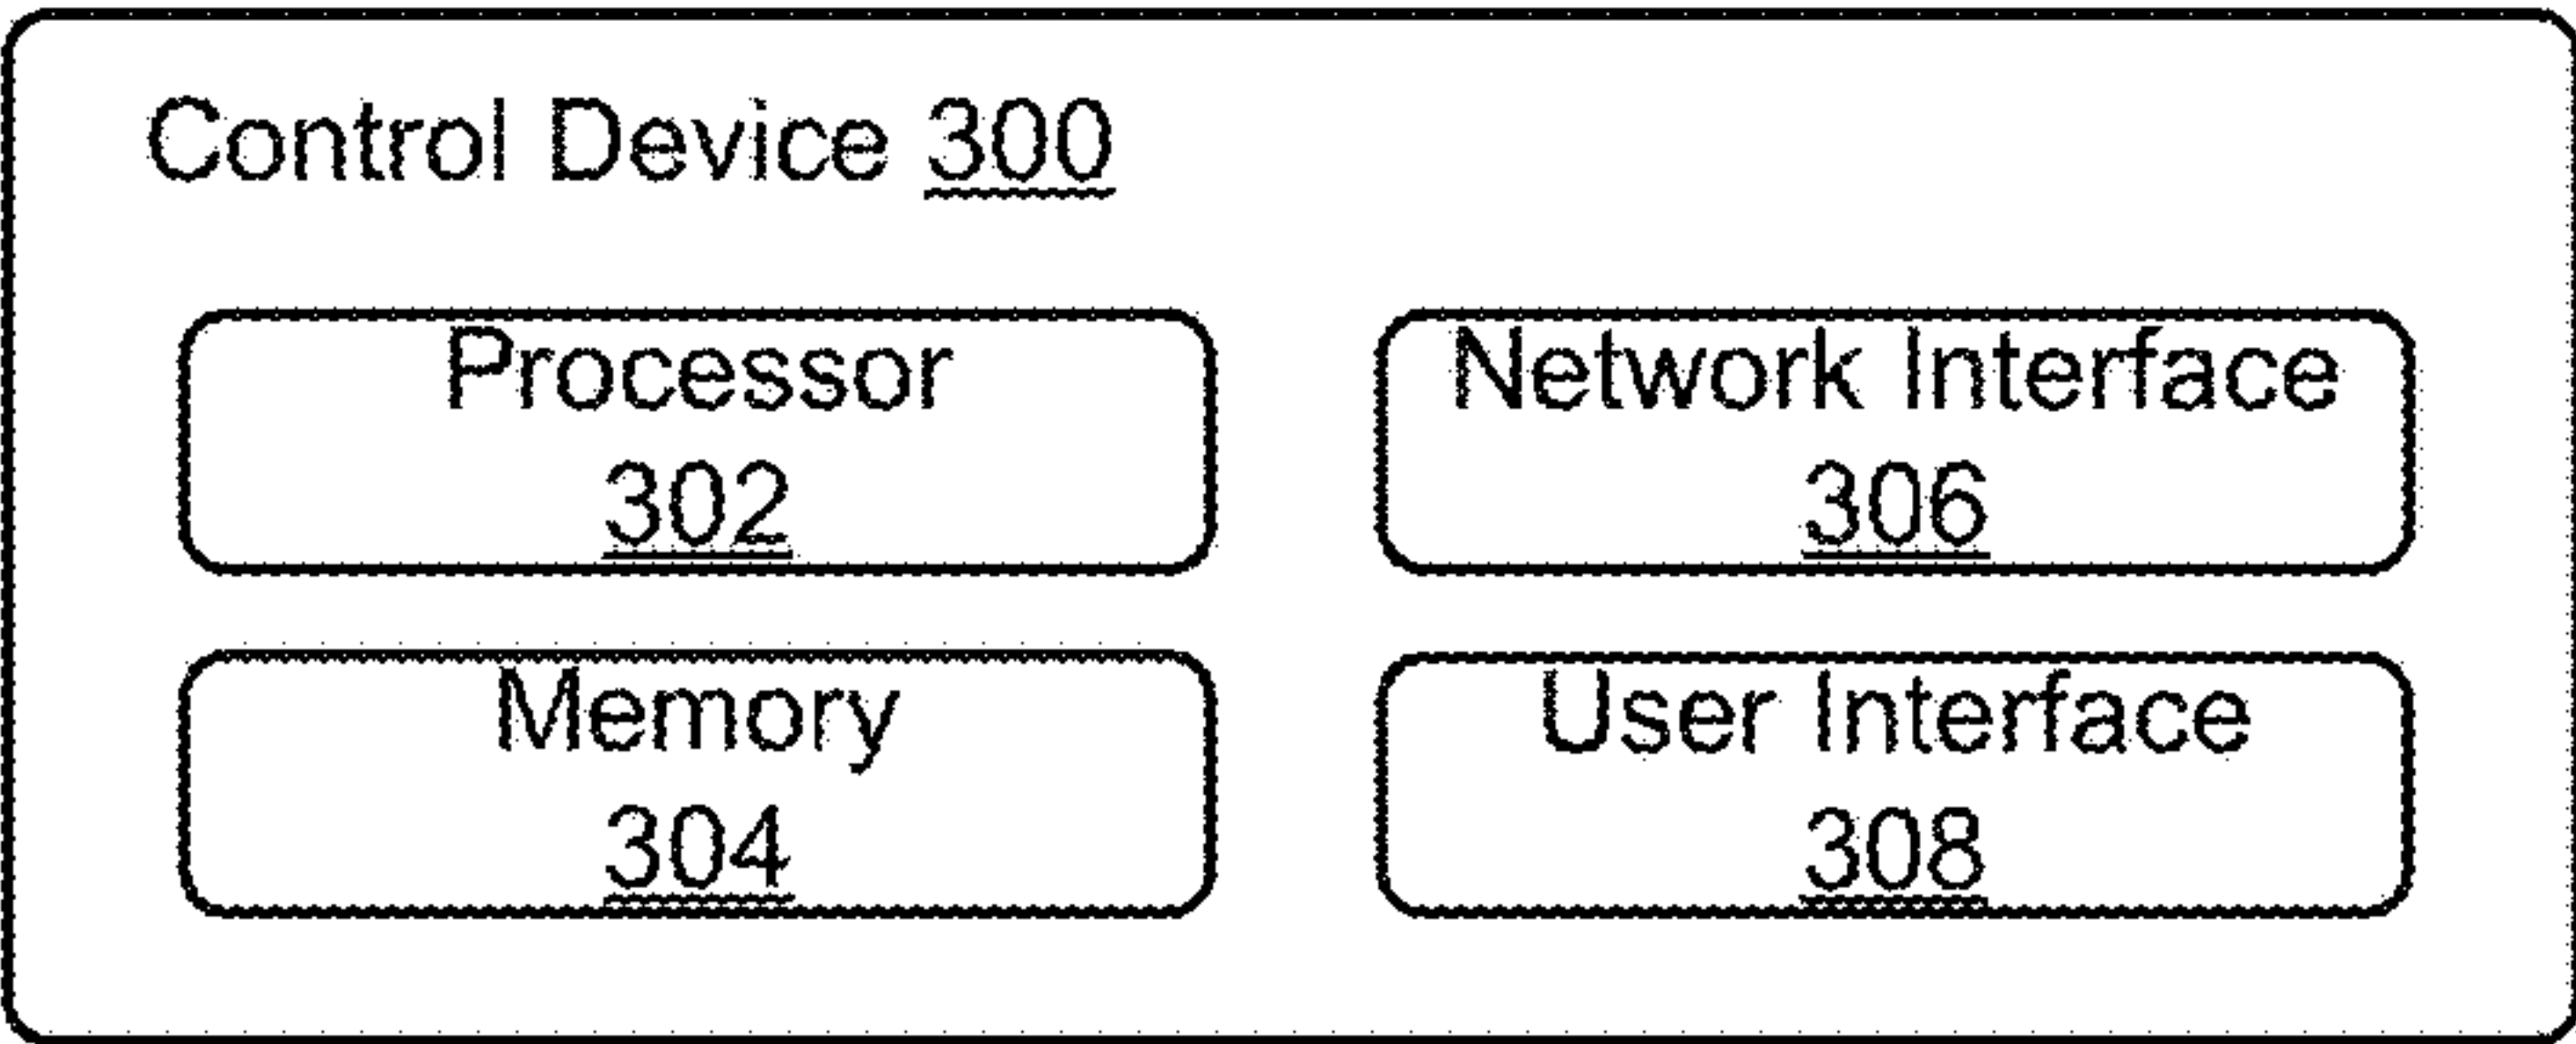 Control Device 300
Processor
302
Network Interface
306
Memory
304
User Interface
308